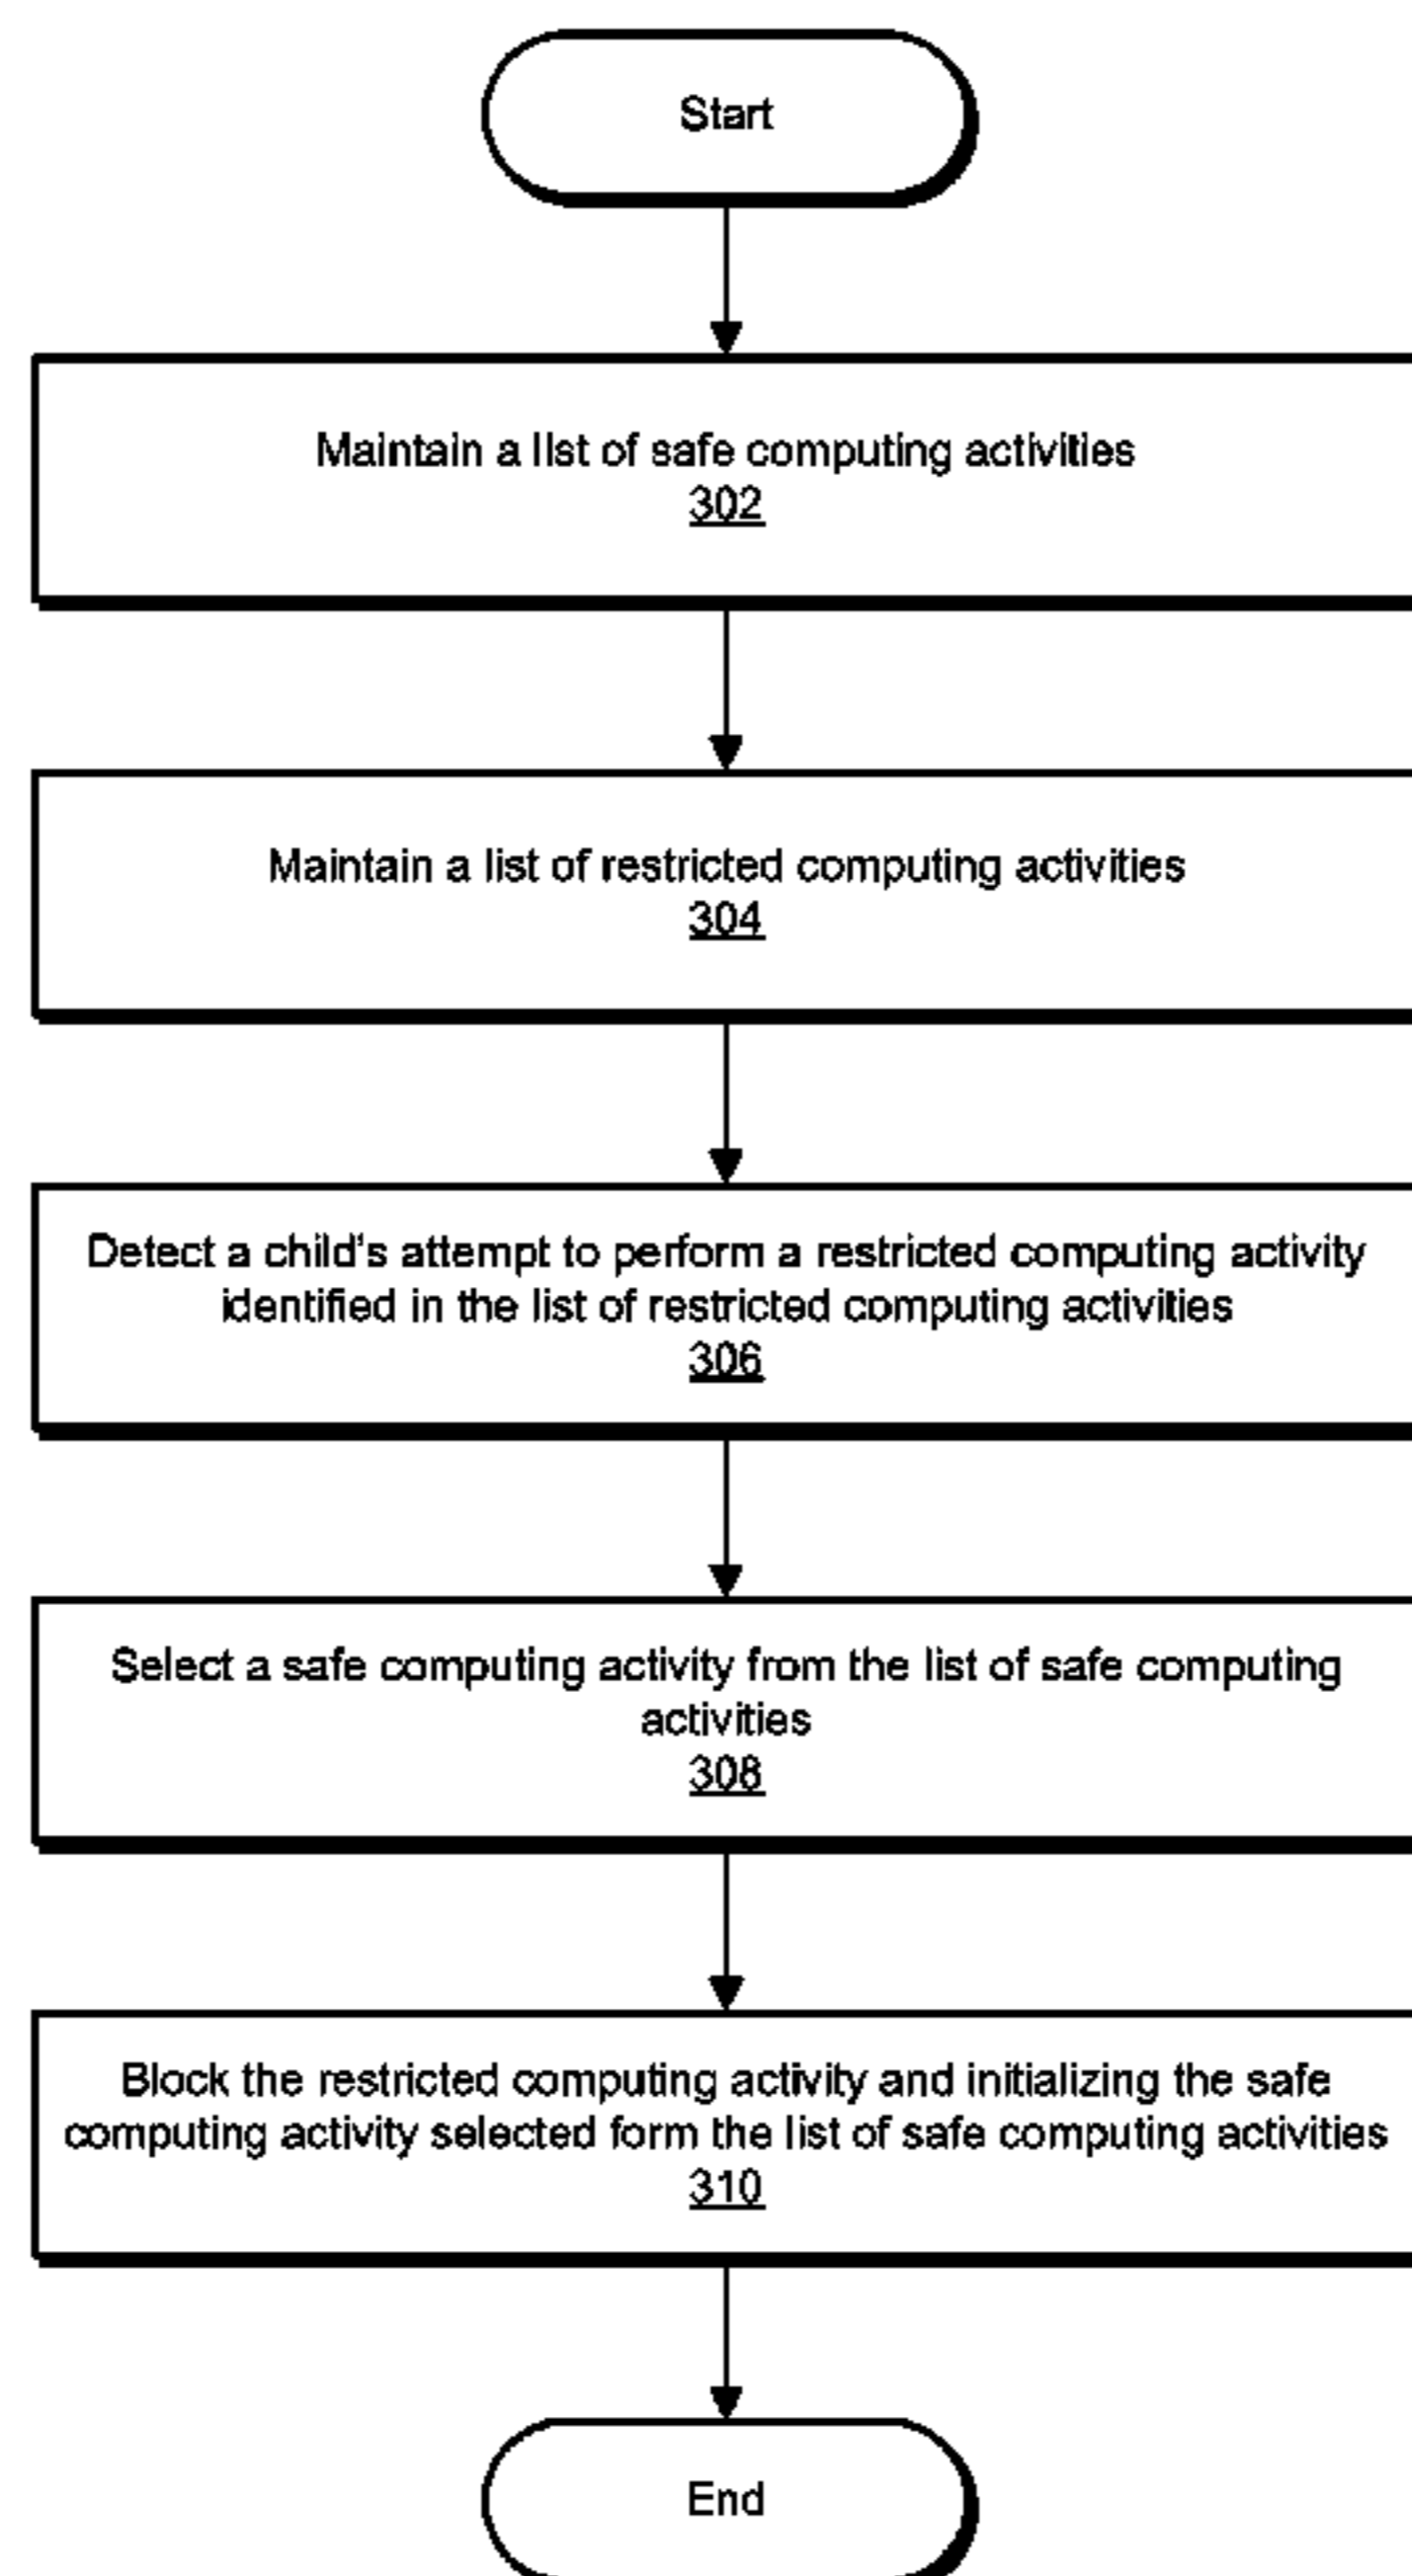 Start
Maintain a list of safe computing activities
302
Maintain a list of restricted computing activities
304
Detect a child's attempt to perform a restricted computing activity
identified in the list of restricted computing activities
306
Select a safe computing activity from the list of safe computing
activities
308
Block the restricted computing activity and initializing the safe
computing activity selected form the list of safe computing activities
310
End